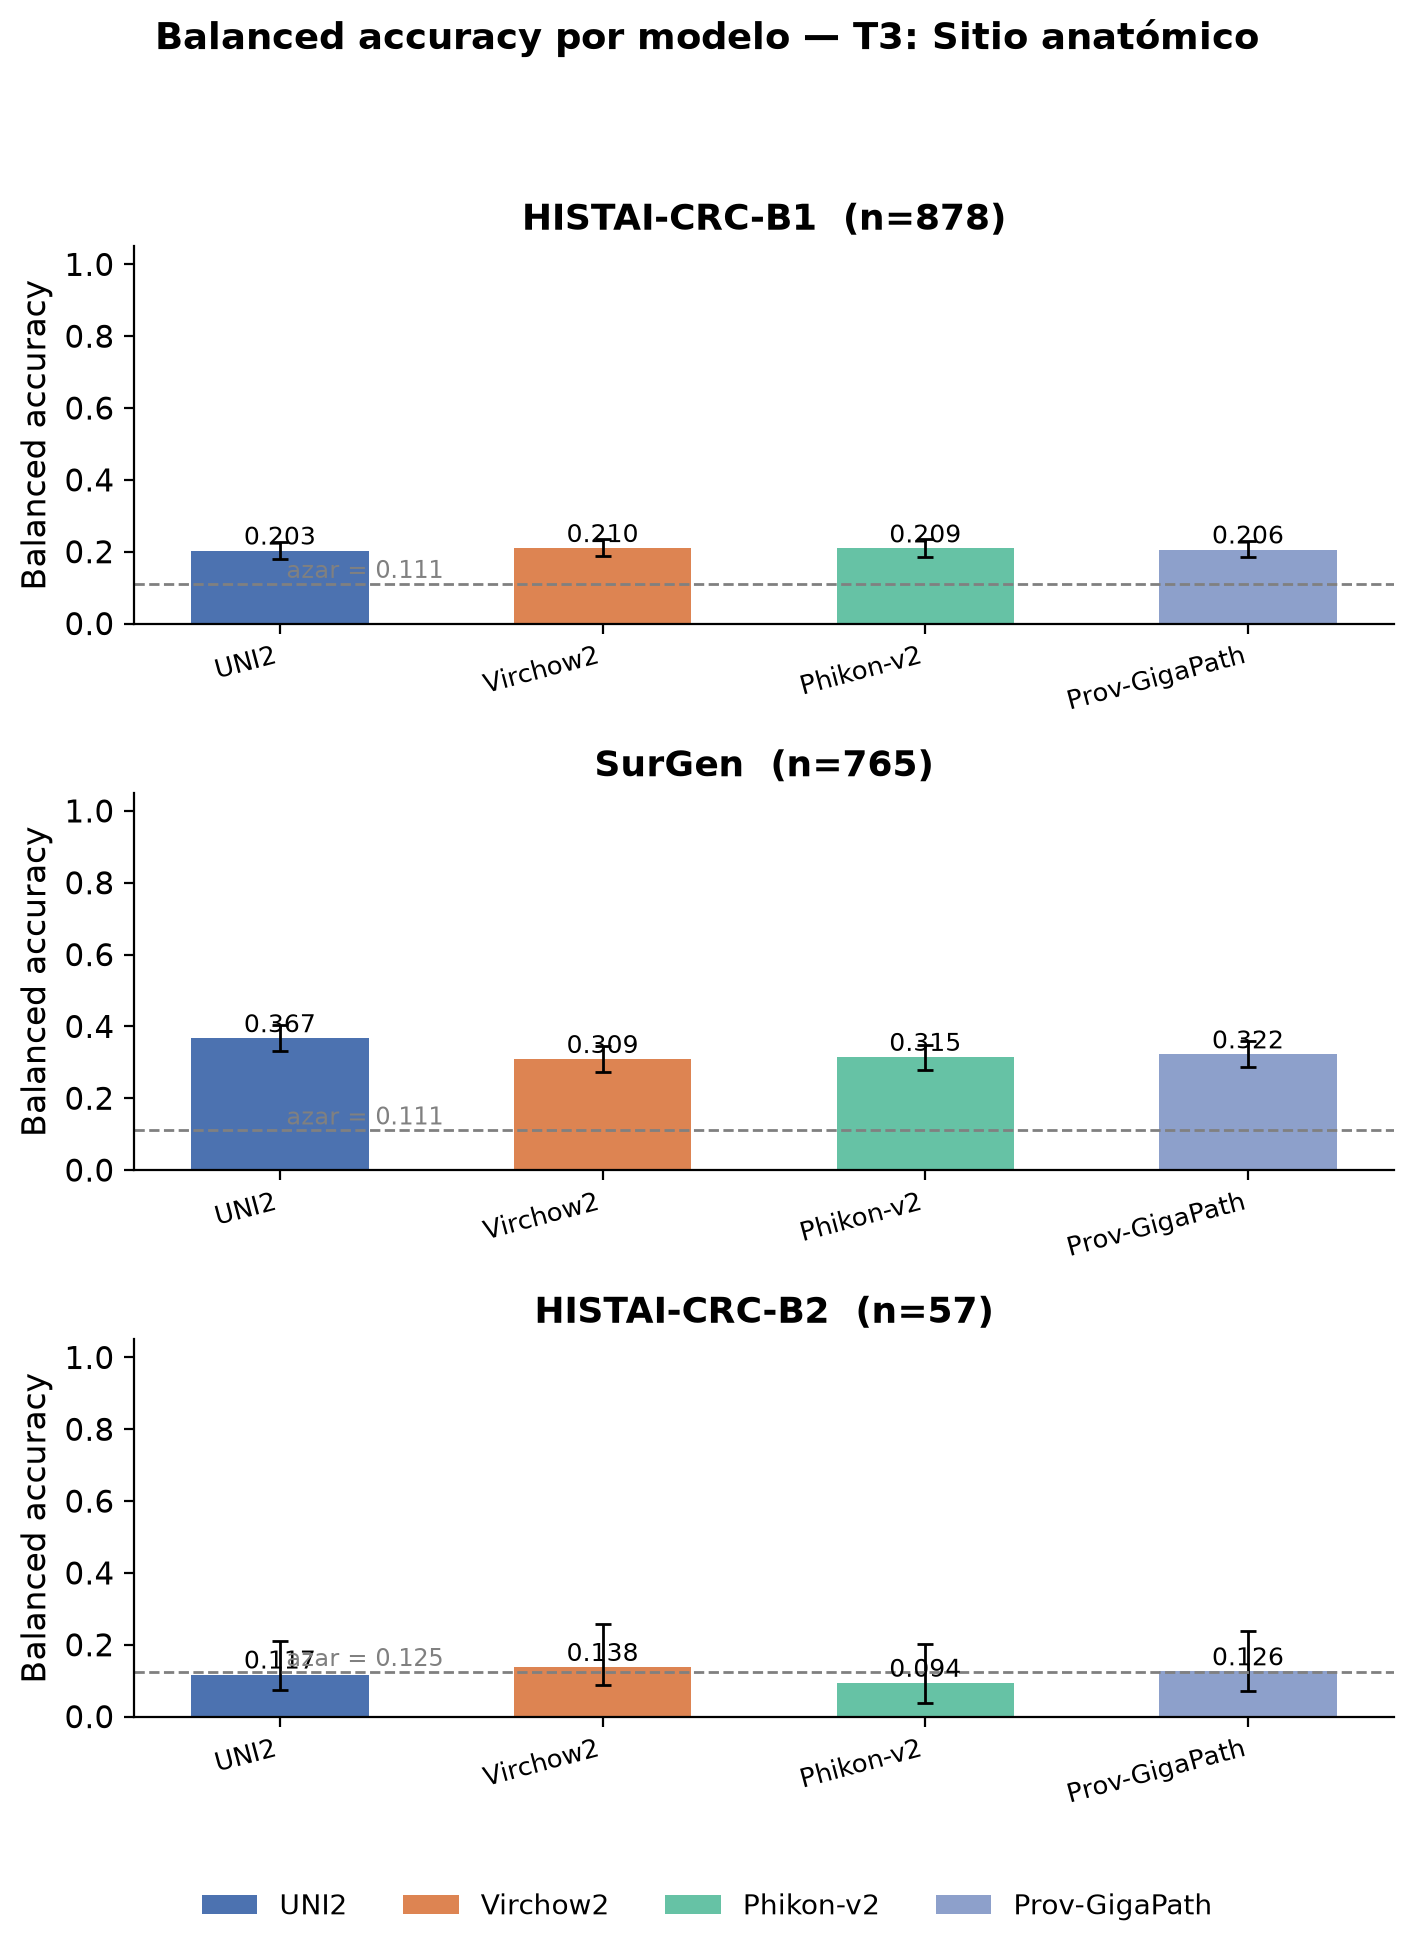 Balanced accuracy por modelo — T3: Sitio anatómico
HISTAI-CRC-B1 (n=878)
Balanced accuracy
1.0
0.8
0.6
0.4
0.2
0.0
0.203
0.210
0.209
0.206
azar = 0.111
UNI2
Virchow2
Phikon-v2
Prov-GigaPath
SurGen (n=765)
Balanced accuracy
1.0
0.8
0.6
0.4
0.2
0.0
0.367
0.309
0.315
0.322
azar = 0.111
UNI2
Virchow2
Phikon-v2
Prov-GigaPath
HISTAI-CRC-B2 (n=57)
Balanced accuracy
1.0
0.8
0.6
0.4
0.2
0.0
0.117
0.138
0.094
0.126
azar = 0.125
UNI2
Virchow2
Phikon-v2
Prov-GigaPath
UNI2 Virchow2 Phikon-v2 Prov-GigaPath